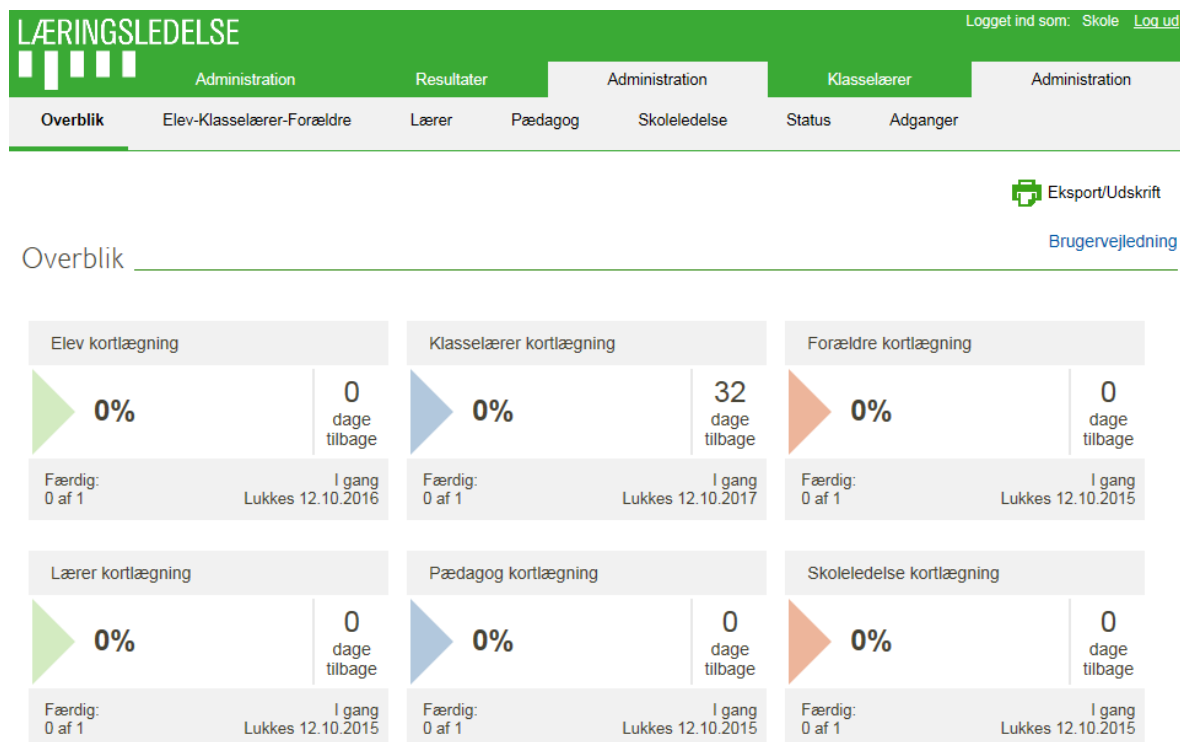 LÆRINGSLEDELSE
Logget ind som: Skole Log ud
Administration Resultater Administration Klasselærer Administration
Overblik Elev-Klasselærer-Forældre Lærer Pædagog Skoleledelse Status Adganger
Eksport/Udskrift
Brugervejledning
Overblik
Elev kortlægning Klasselærer kortlægning Forældre kortlægning
0% 0 dage tilbage 0% 32 dage tilbage 0% 0 dage tilbage
Færdig: I gang Færdig: I gang Færdig: I gang
0 af 1 Lukkes 12.10.2016 0 af 1 Lukkes 12.10.2017 0 af 1 Lukkes 12.10.2015
Lærer kortlægning Pædagog kortlægning Skoleledelse kortlægning
0% 0 dage tilbage 0% 0 dage tilbage 0% 0 dage tilbage
Færdig: I gang Færdig: I gang Færdig: I gang
0 af 1 Lukkes 12.10.2015 0 af 1 Lukkes 12.10.2015 0 af 1 Lukkes 12.10.2015